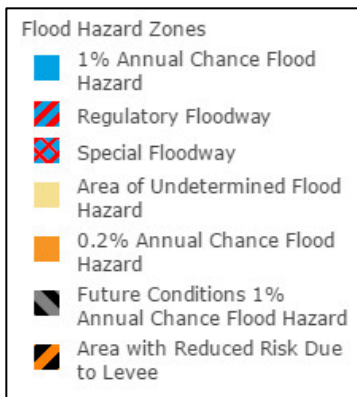 Flood Hazard Zones
1% Annual Chance Flood
Hazard
Regulatory Floodway
Special Floodway
Area of Undetermined Flood
Hazard
0.2% Annual Chance Flood
Hazard
Future Conditions 1%
Annual Chance Flood Hazard
Area with Reduced Risk Due
to Levee